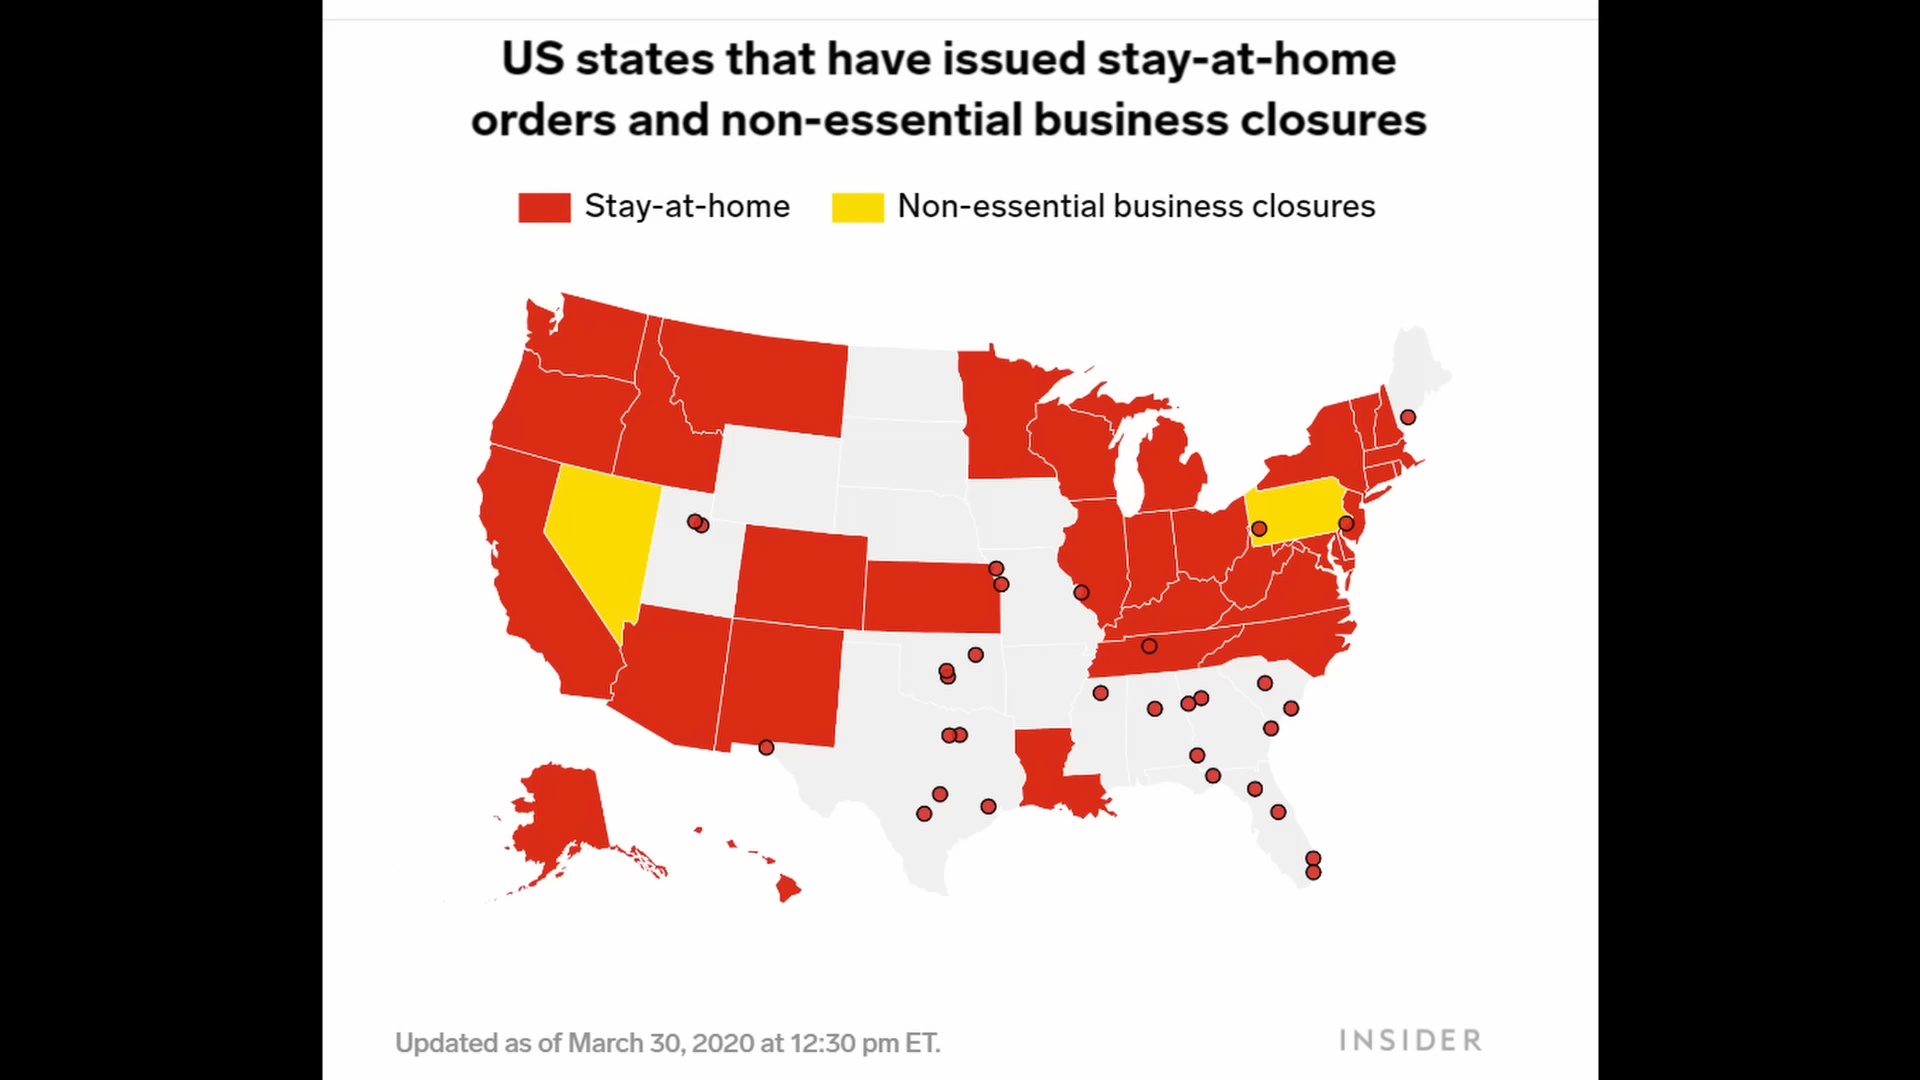 US states that have issued stay-at-home
orders and non-essential business closures
Stay-at-home
Non-essential business closures
Updated as of March 30, 2020 at 12:30 pm ET.
INSIDER